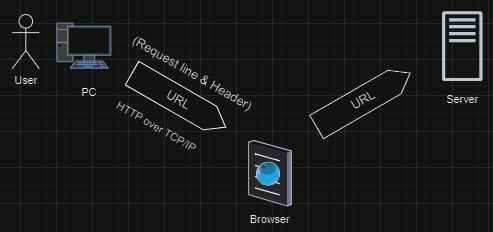 User
PC
(Request line & Header)
URL
HTTP over TCP/IP
URL
Server
Browser